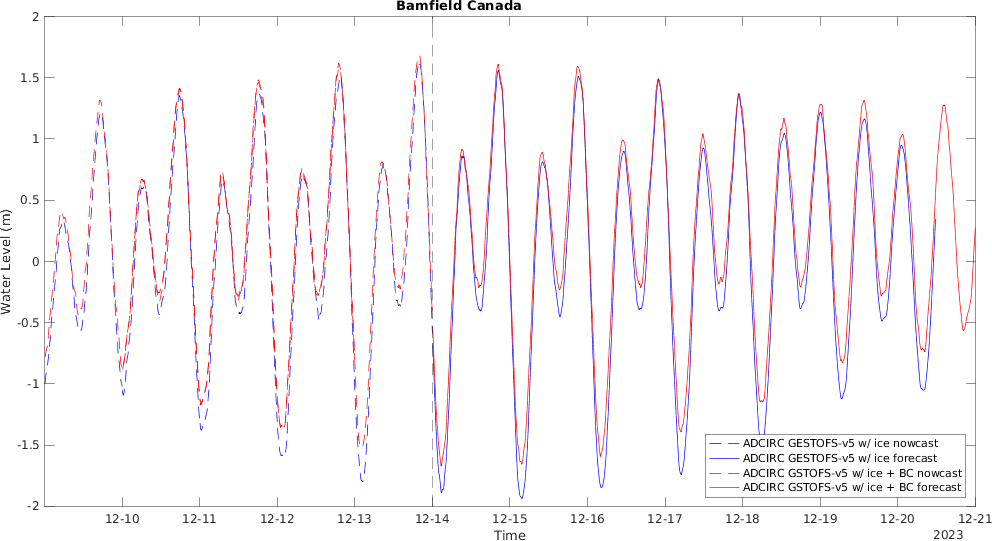 Bamfield Canada
2
1.5
1
0.5
0
-0.5
-1
-1.5
-2
Water Level (m)
ADCIRC GESTOFS-v5 w/ ice nowcast
ADCIRC GESTOFS-v5 w/ ice forecast
ADCIRC GSTOFS-v5 w/ ice + BC nowcast
ADCIRC GSTOFS-v5 w/ ice + BC forecast
12-10 12-11 12-12 12-13 12-14 12-15 12-16 12-17 12-18 12-19 12-20 12-21
Time
2023